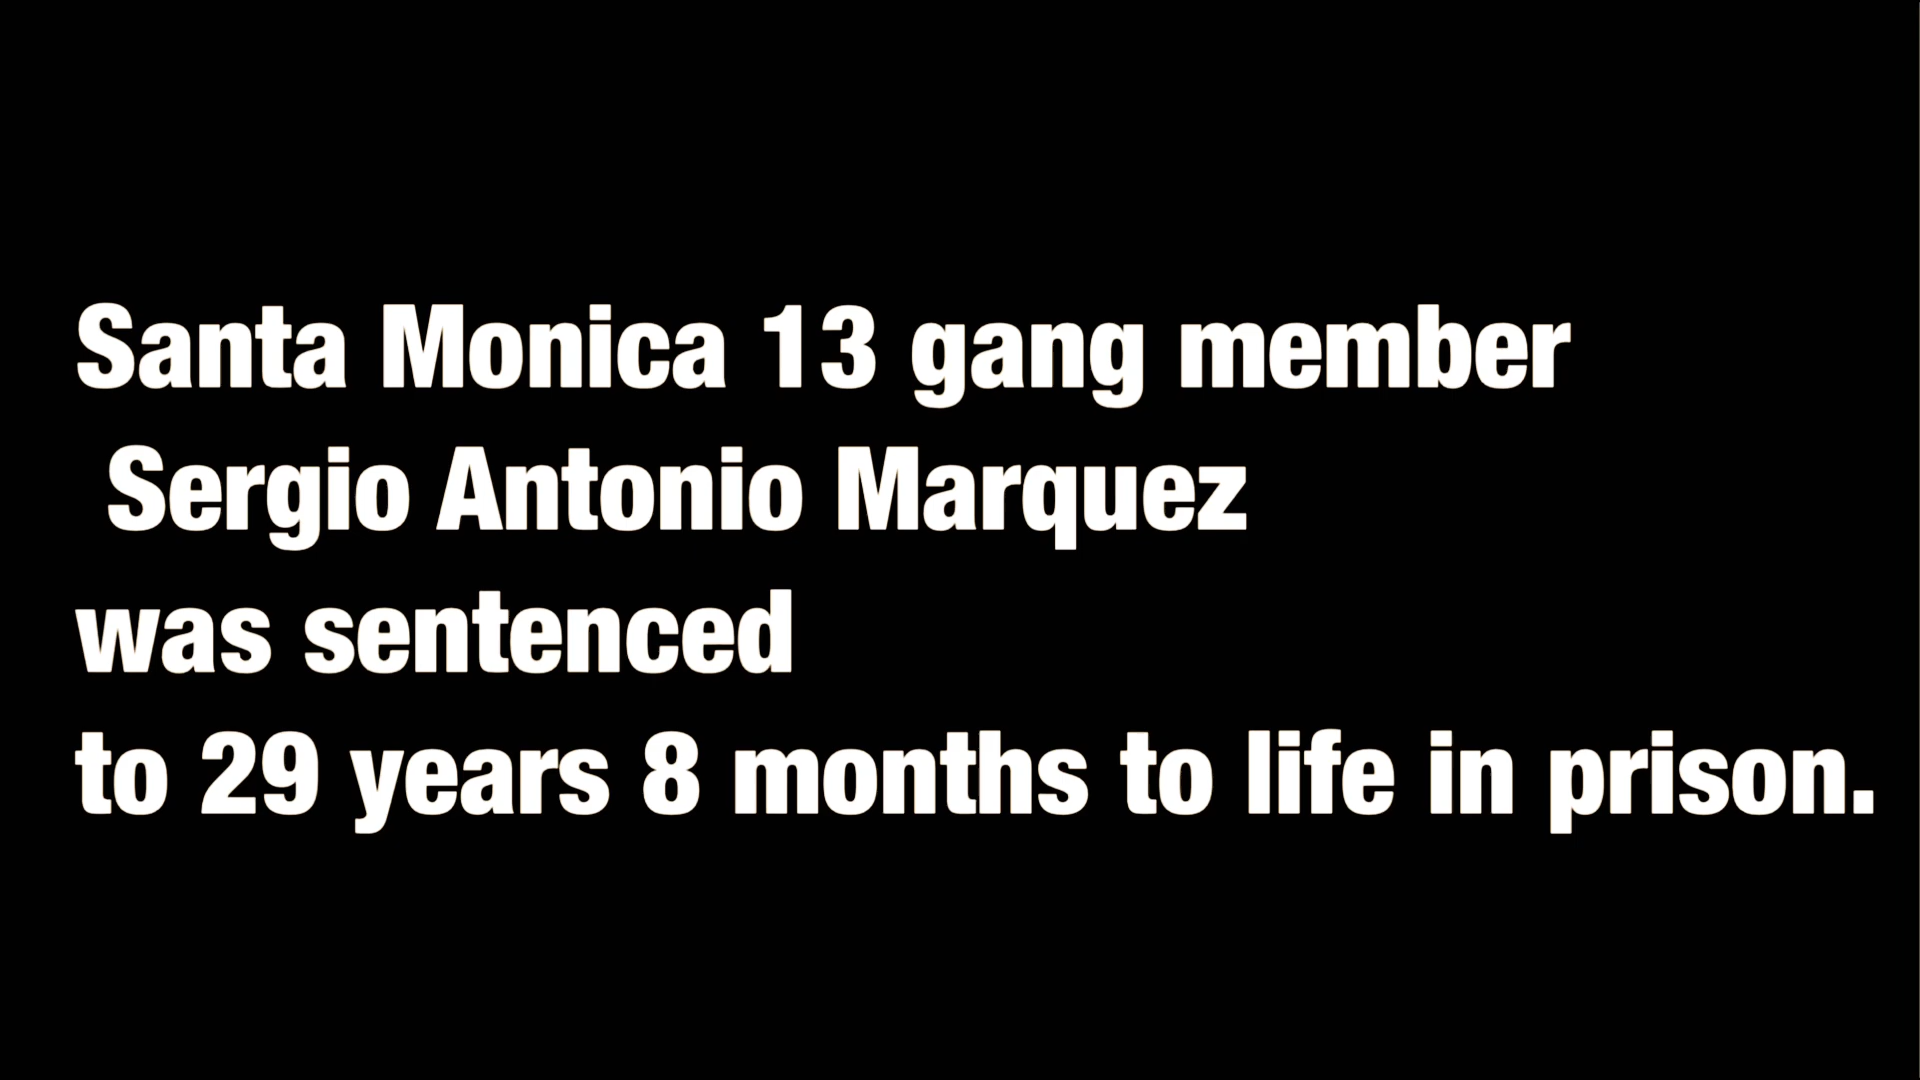 Santa Monica 13 gang member
Sergio Antonio Marquez
was sentenced
to 29 years 8 months to life in prison.